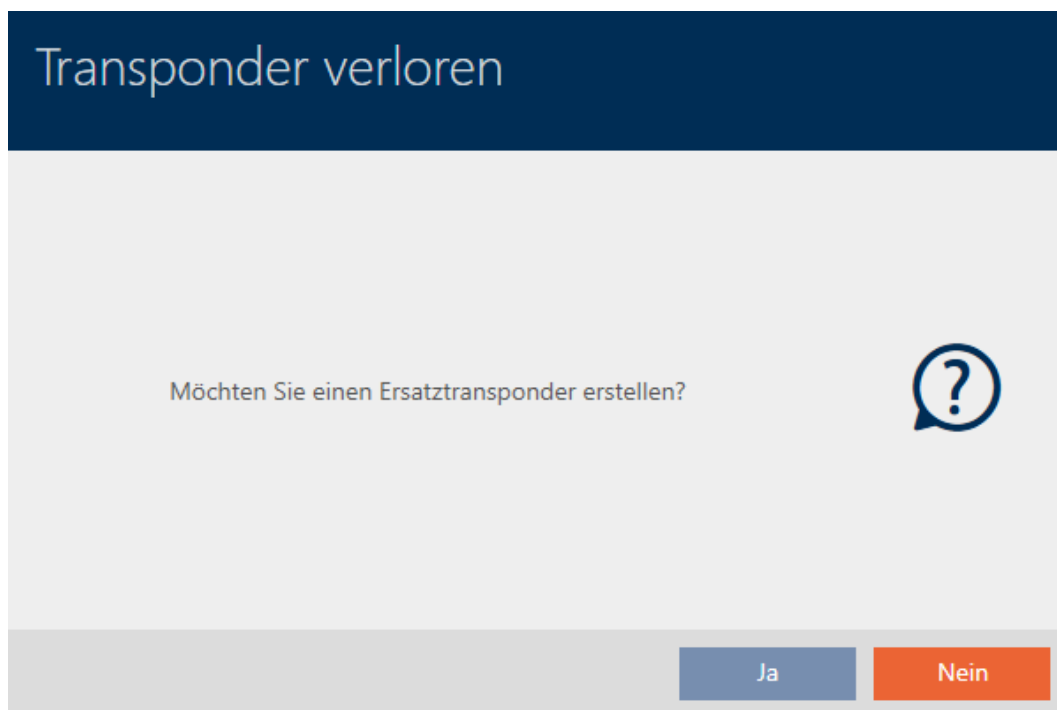 Transponder verloren
Möchten Sie einen Ersatztransponder erstellen?
?
Ja
Nein